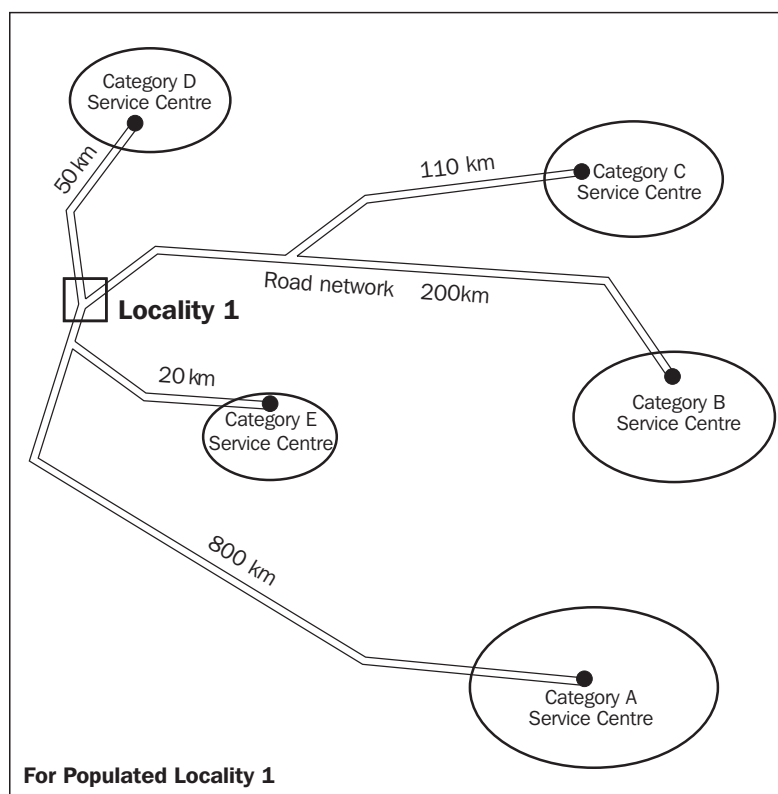 Category D
Service Centre
50 km
110 km
Category C
Service Centre
Road network 200km
Locality 1
20 km
Category E
Service Centre
Category B
Service Centre
800 km
Category A
Service Centre
For Populated Locality 1